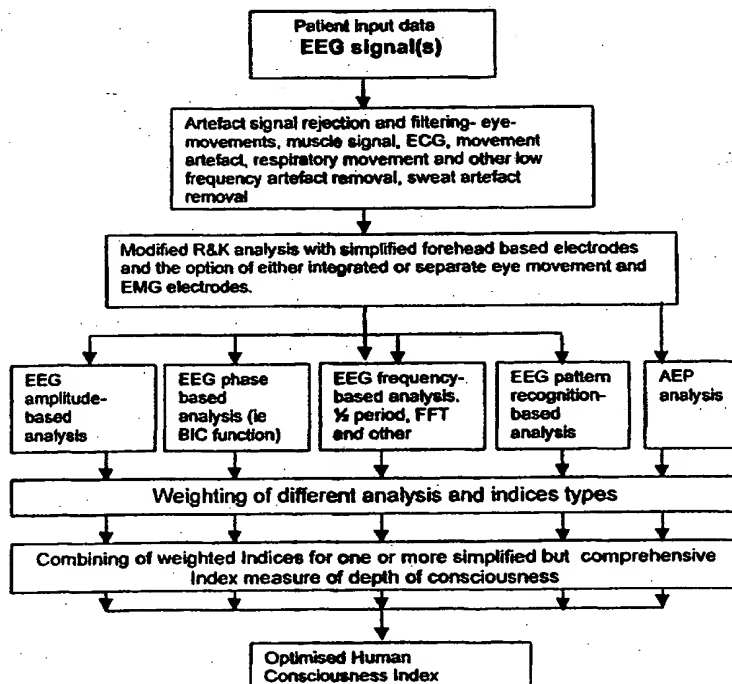 Patient input data
EEG signal(s)
Artefact signal rejection and filtering- eye-
movements, muscle signal, ECG, movement
artefact, respiratory movement and other low
frequency artefact removal, sweat artefact
removal
Modified R&K analysis with simplified forehead based electrodes
and the option of either integrated or separate eye movement and
EMG electrodes.
EEG
amplitude-
based
analysis
EEG phase
based
analysis (ie
BIC function)
EEG frequency-
based analysis.
½ period, FFT
and other
EEG pattern
recognition-
based
analysis
AEP
analysis
Weighting of different analysis and indices types
Combining of weighted Indices for one or more simplified but comprehensive
Index measure of depth of consciousness
Optimised Human
Consciousness Index